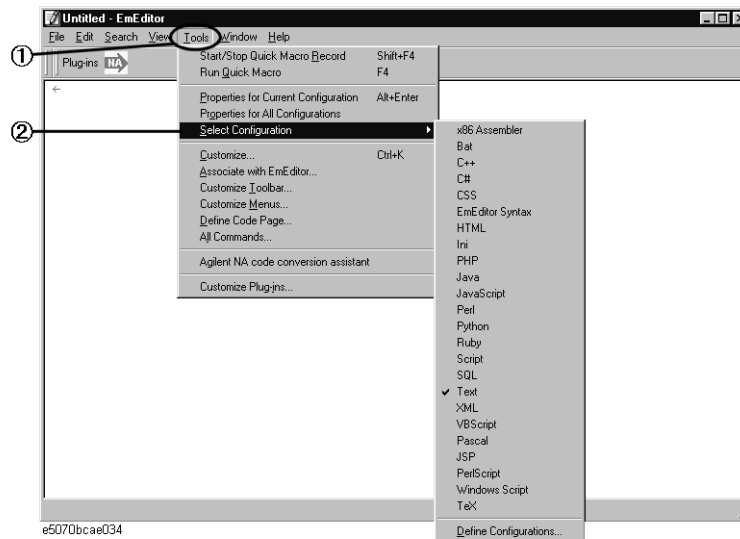 Untitled - EmEditor
File Edit Search View Tools Window Help
①
Plug-ins NA
Start/Stop Quick Macro Record Shift+F4
Run Quick Macro F4
←
Properties for Current Configuration Alt+Enter
Properties for All Configurations
②
Select Configuration
Customize... Ctrl+K
Associate with EmEditor...
Customize Toolbar...
Customize Menus...
Define Code Page...
All Commands...
Agilent NA code conversion assistant
Customize Plug-ins...
x86 Assembler
Bat
C++
C#
CSS
EmEditor Syntax
HTML
Ini
PHP
Java
JavaScript
Perl
Python
Ruby
Script
SQL
Text
XML
VBScript
Pascal
JSP
PerlScript
Windows Script
TeX
Define Configurations...
e5070bcae034